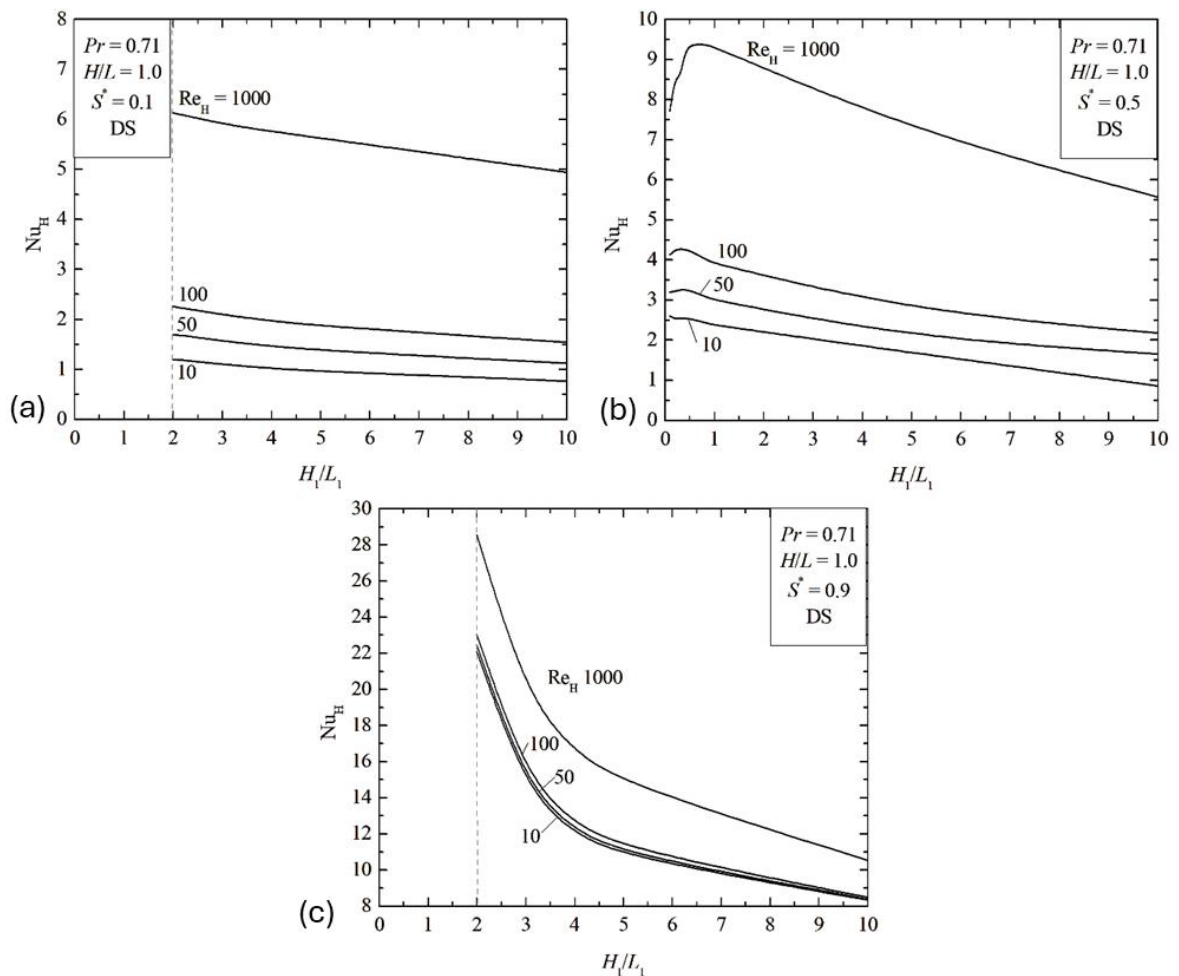 (a)
8
7
6
5
4
3
2
1
0
Nu_H
Pr = 0.71
H/L = 1.0
S* = 0.1
DS
Re_H = 1000
100
50
10
0 1 2 3 4 5 6 7 8 9 10
H₁/L₁
(b)
10
9
8
7
6
5
4
3
2
1
0
Nu_H
Re_H = 1000
Pr = 0.71
H/L = 1.0
S* = 0.5
DS
100
50
10
0 1 2 3 4 5 6 7 8 9 10
H₁/L₁
(c)
30
28
26
24
22
20
18
16
14
12
10
8
Nu_H
Pr = 0.71
H/L = 1.0
S* = 0.9
DS
Re_H 1000
100
50
10
0 1 2 3 4 5 6 7 8 9 10
H₁/L₁